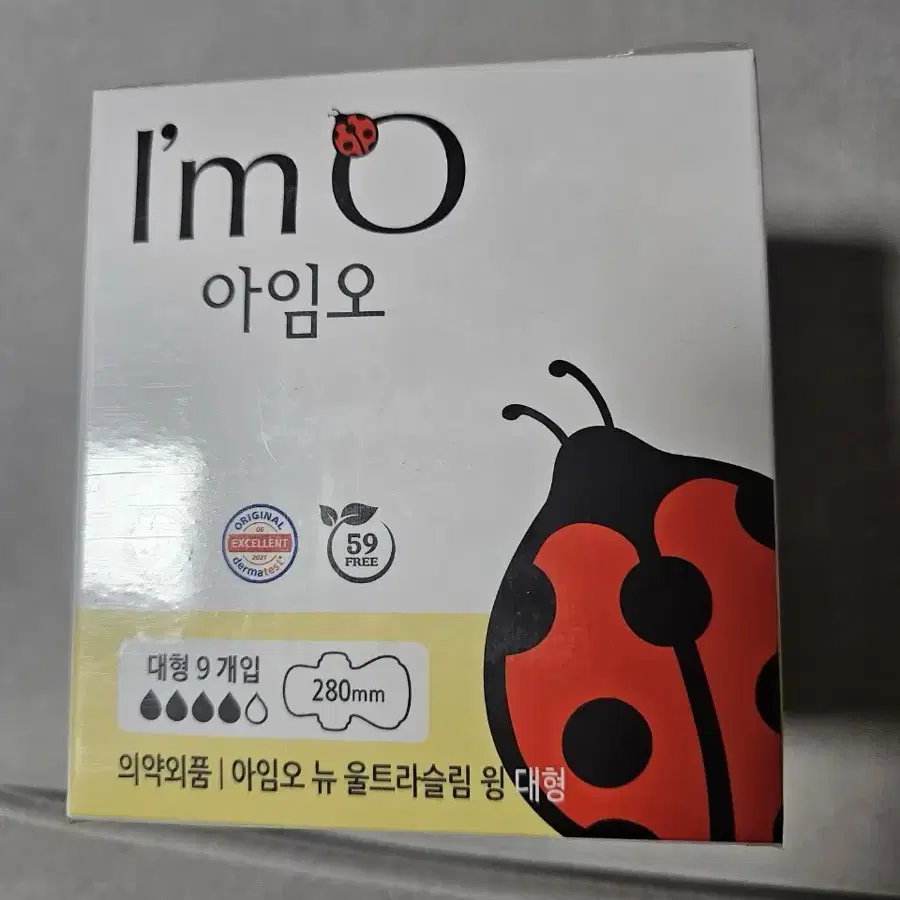 I'm O
아임오
ORIGINAL
06
EXCELLENT
2021
dermatest®
59
FREE
대형 9 개입
280mm
의약외품 | 아임오 뉴 울트라슬림 윙 대형